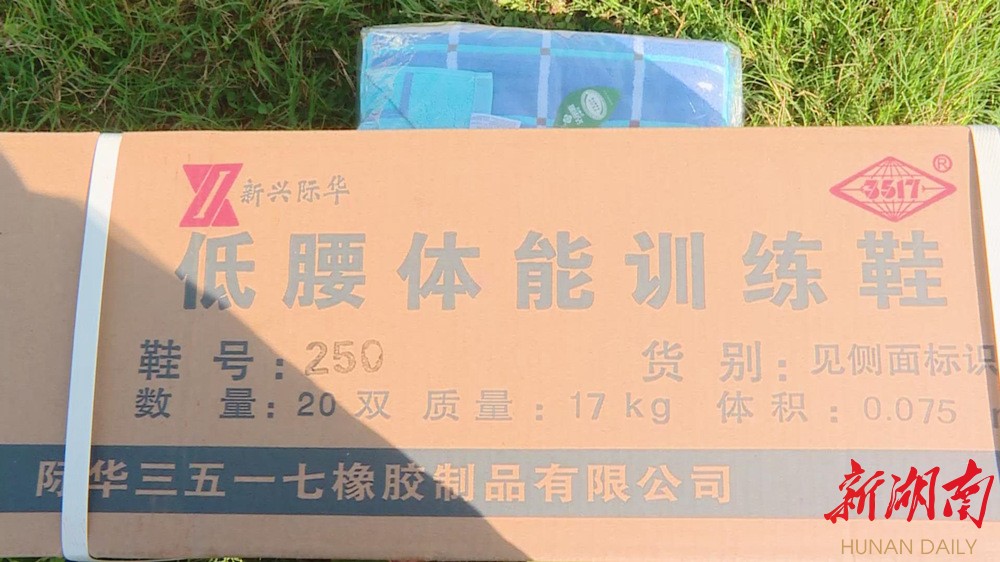 新兴际华
3517 ®
低腰体能训练鞋
鞋号:250 货别:见侧面标识
数量:20双 质量:17kg 体积:0.075
际华三五一七橡胶制品有限公司
新湖南
HUNAN DAILY